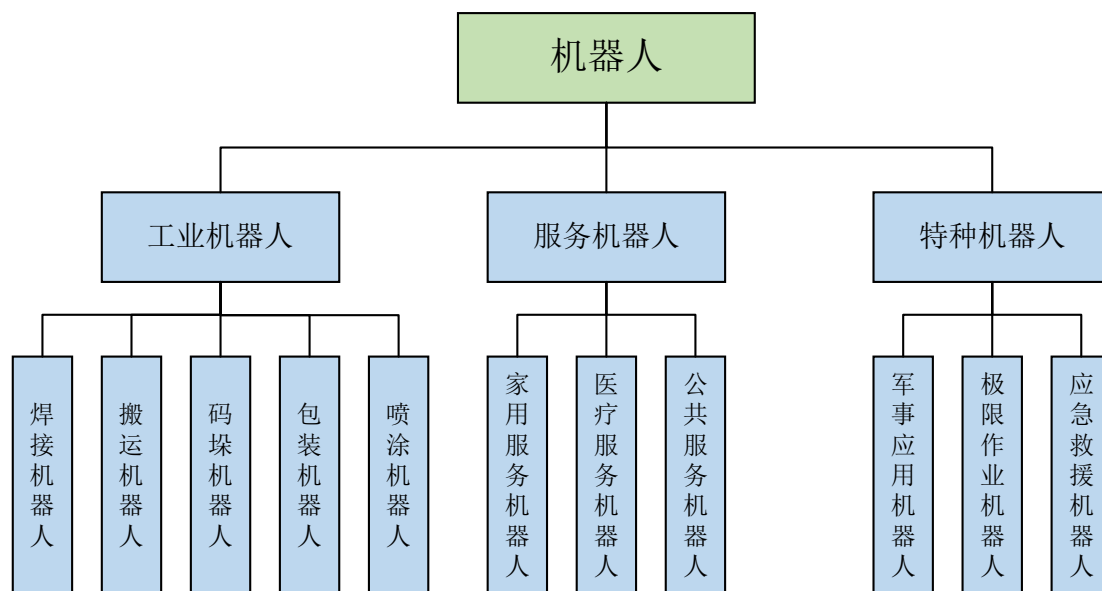 机器人
工业机器人
服务机器人
特种机器人
焊接机器人
搬运机器人
码垛机器人
包装机器人
喷涂机器人
家用服务机器人
医疗服务机器人
公共服务机器人
军事应用机器人
极限作业机器人
应急救援机器人